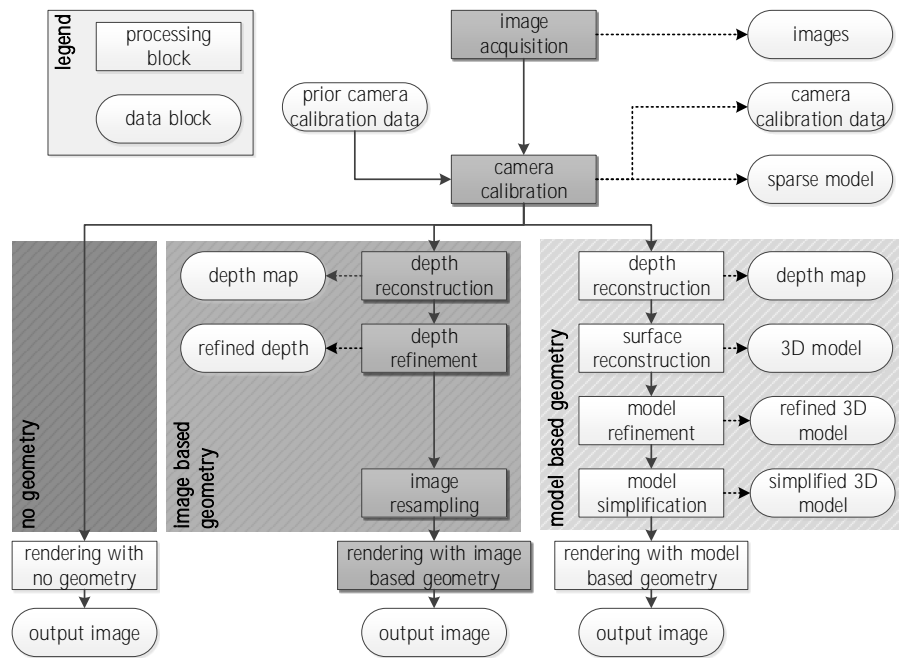 legend
processing
block
data block
image
acquisition
images
prior camera
calibration data
camera
calibration data
camera
calibration
sparse model
no geometry
image based
geometry
depth map
depth
reconstruction
refined depth
depth
refinement
image
resampling
model based geometry
depth
reconstruction
depth map
surface
reconstruction
3D model
model
refinement
refined 3D
model
model
simplification
simplified 3D
model
rendering with
no geometry
rendering with image
based geometry
rendering with model
based geometry
output image
output image
output image